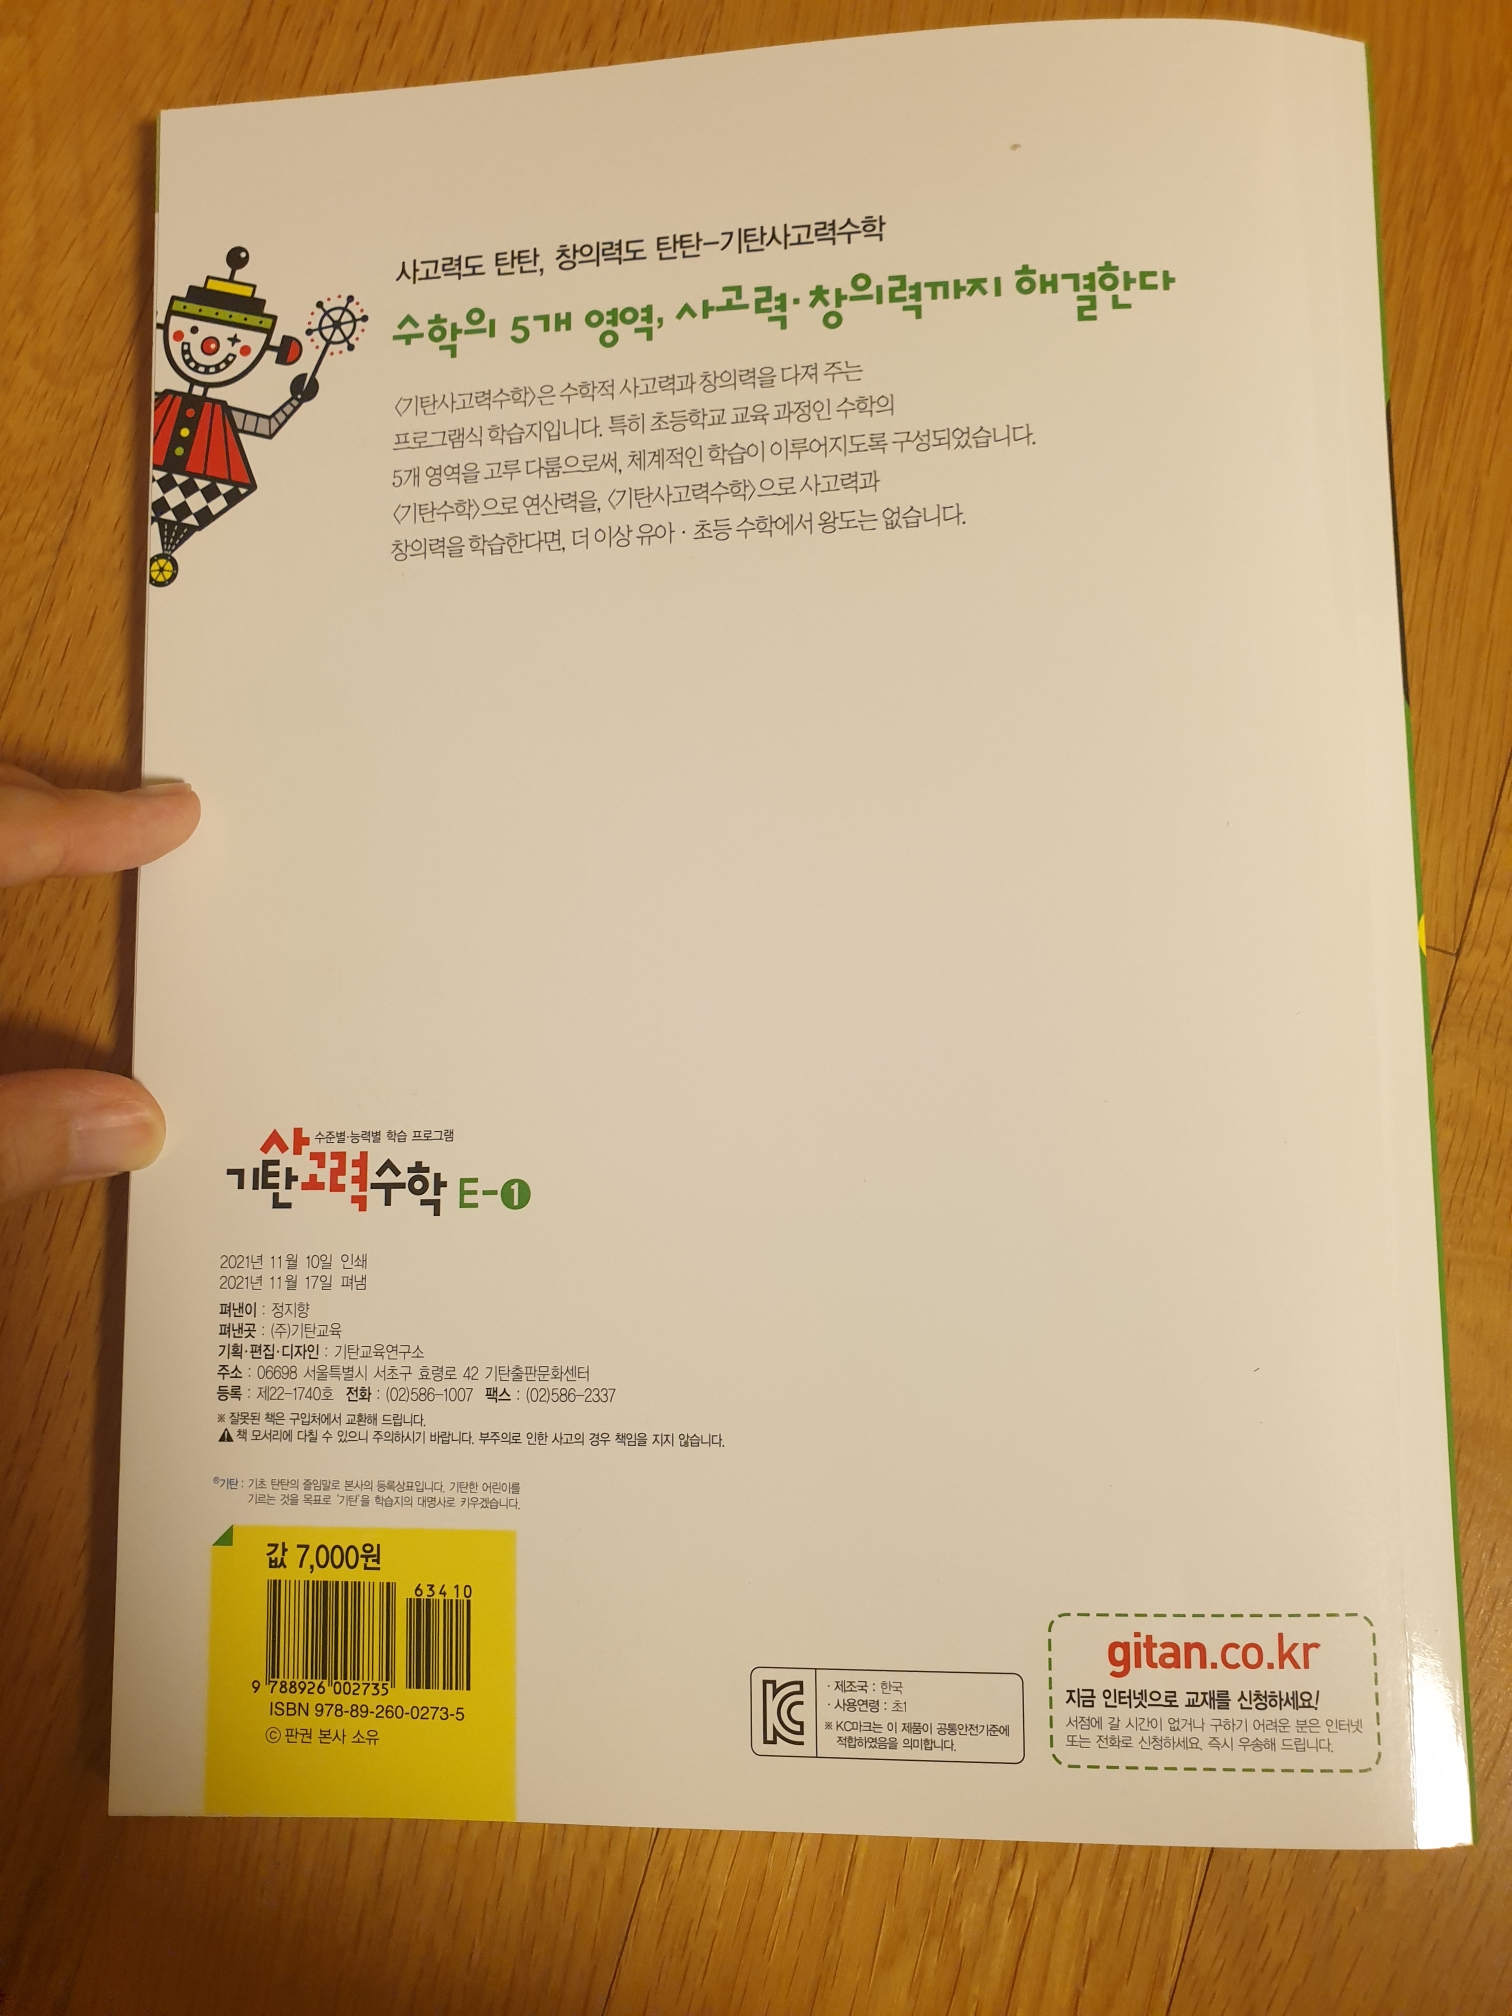 사고력도 탄탄, 창의력도 탄탄-기탄사고력수학
수학의 5개 영역, 사고력·창의력까지 해결한다
〈기탄사고력수학〉은 수학적 사고력과 창의력을 다져 주는
프로그램식 학습지입니다. 특히 초등학교 교육 과정인 수학의
5개 영역을 고루 다룸으로써, 체계적인 학습이 이루어지도록 구성되었습니다.
〈기탄수학〉으로 연산력을, 〈기탄사고력수학〉으로 사고력과
창의력을 학습한다면, 더 이상 유아·초등 수학에서 왕도는 없습니다.
수준별·능력별 학습 프로그램
기탄사고력수학 E-1
2021년 11월 10일 인쇄
2021년 11월 17일 펴냄
펴낸이 : 정지향
펴낸곳 : (주)기탄교육
기획·편집·디자인 : 기탄교육연구소
주소 : 06698 서울특별시 서초구 효령로 42 기탄출판문화센터
등록 : 제22-1740호 전화 : (02)586-1007 팩스 : (02)586-2337
※ 잘못된 책은 구입처에서 교환해 드립니다.
⚠ 책 모서리에 다칠 수 있으니 주의하시기 바랍니다. 부주의로 인한 사고의 경우 책임을 지지 않습니다.
®기탄 : 기초 탄탄의 줄임말로 본사의 등록상표입니다. 기탄한 어린이를
기르는 것을 목표로 '기탄'을 학습지의 대명사로 키우겠습니다.
값 7,000원
63410
9 788926 002735
ISBN 978-89-260-0273-5
ⓒ 판권 본사 소유
KC
· 제조국 : 한국
· 사용연령 : 초1
※ KC마크는 이 제품이 공통안전기준에
적합하였음을 의미합니다.
gitan.co.kr
지금 인터넷으로 교재를 신청하세요!
서점에 갈 시간이 없거나 구하기 어려운 분은 인터넷
또는 전화로 신청하세요. 즉시 우송해 드립니다.